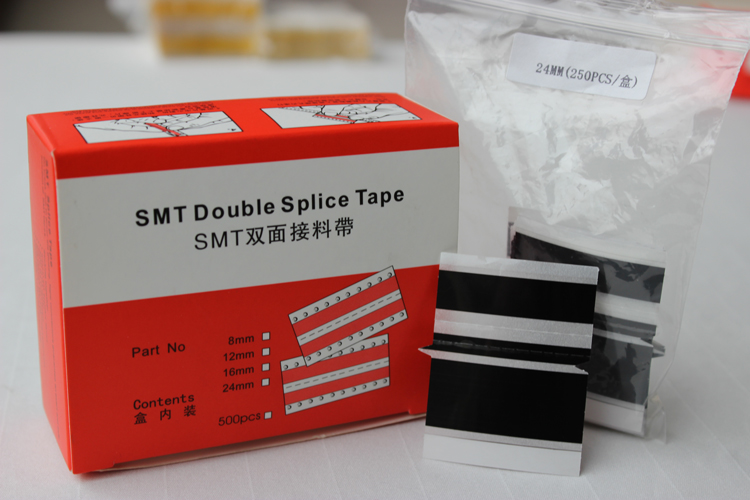 24MM(250PCS/盒)
SMT Double Splice Tape
SMT双面接料帶
Part No
8mm
12mm
16mm
24mm
Contents
盒内装
500pcs